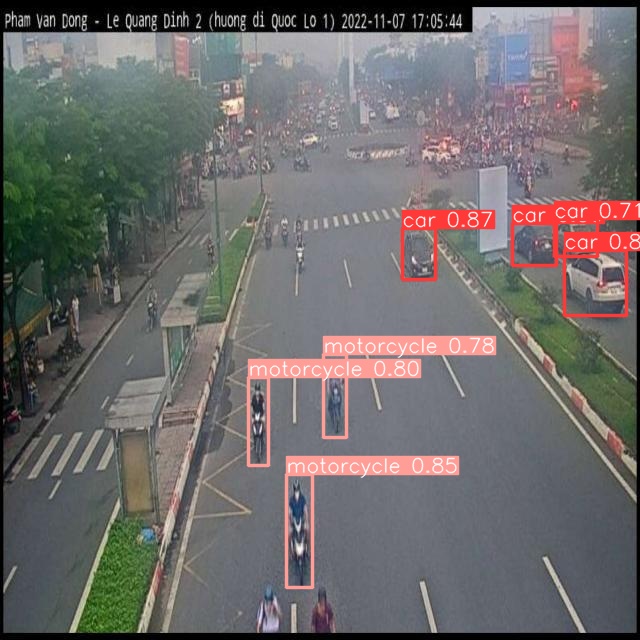 Pham Van Dong - Le Quang Dinh 2 (huong di Quoc Lo 1) 2022-11-07 17:05:44
car 0.87
car
car 0.71
car 0.8
motorcycle 0.78
motorcycle 0.80
motorcycle 0.85